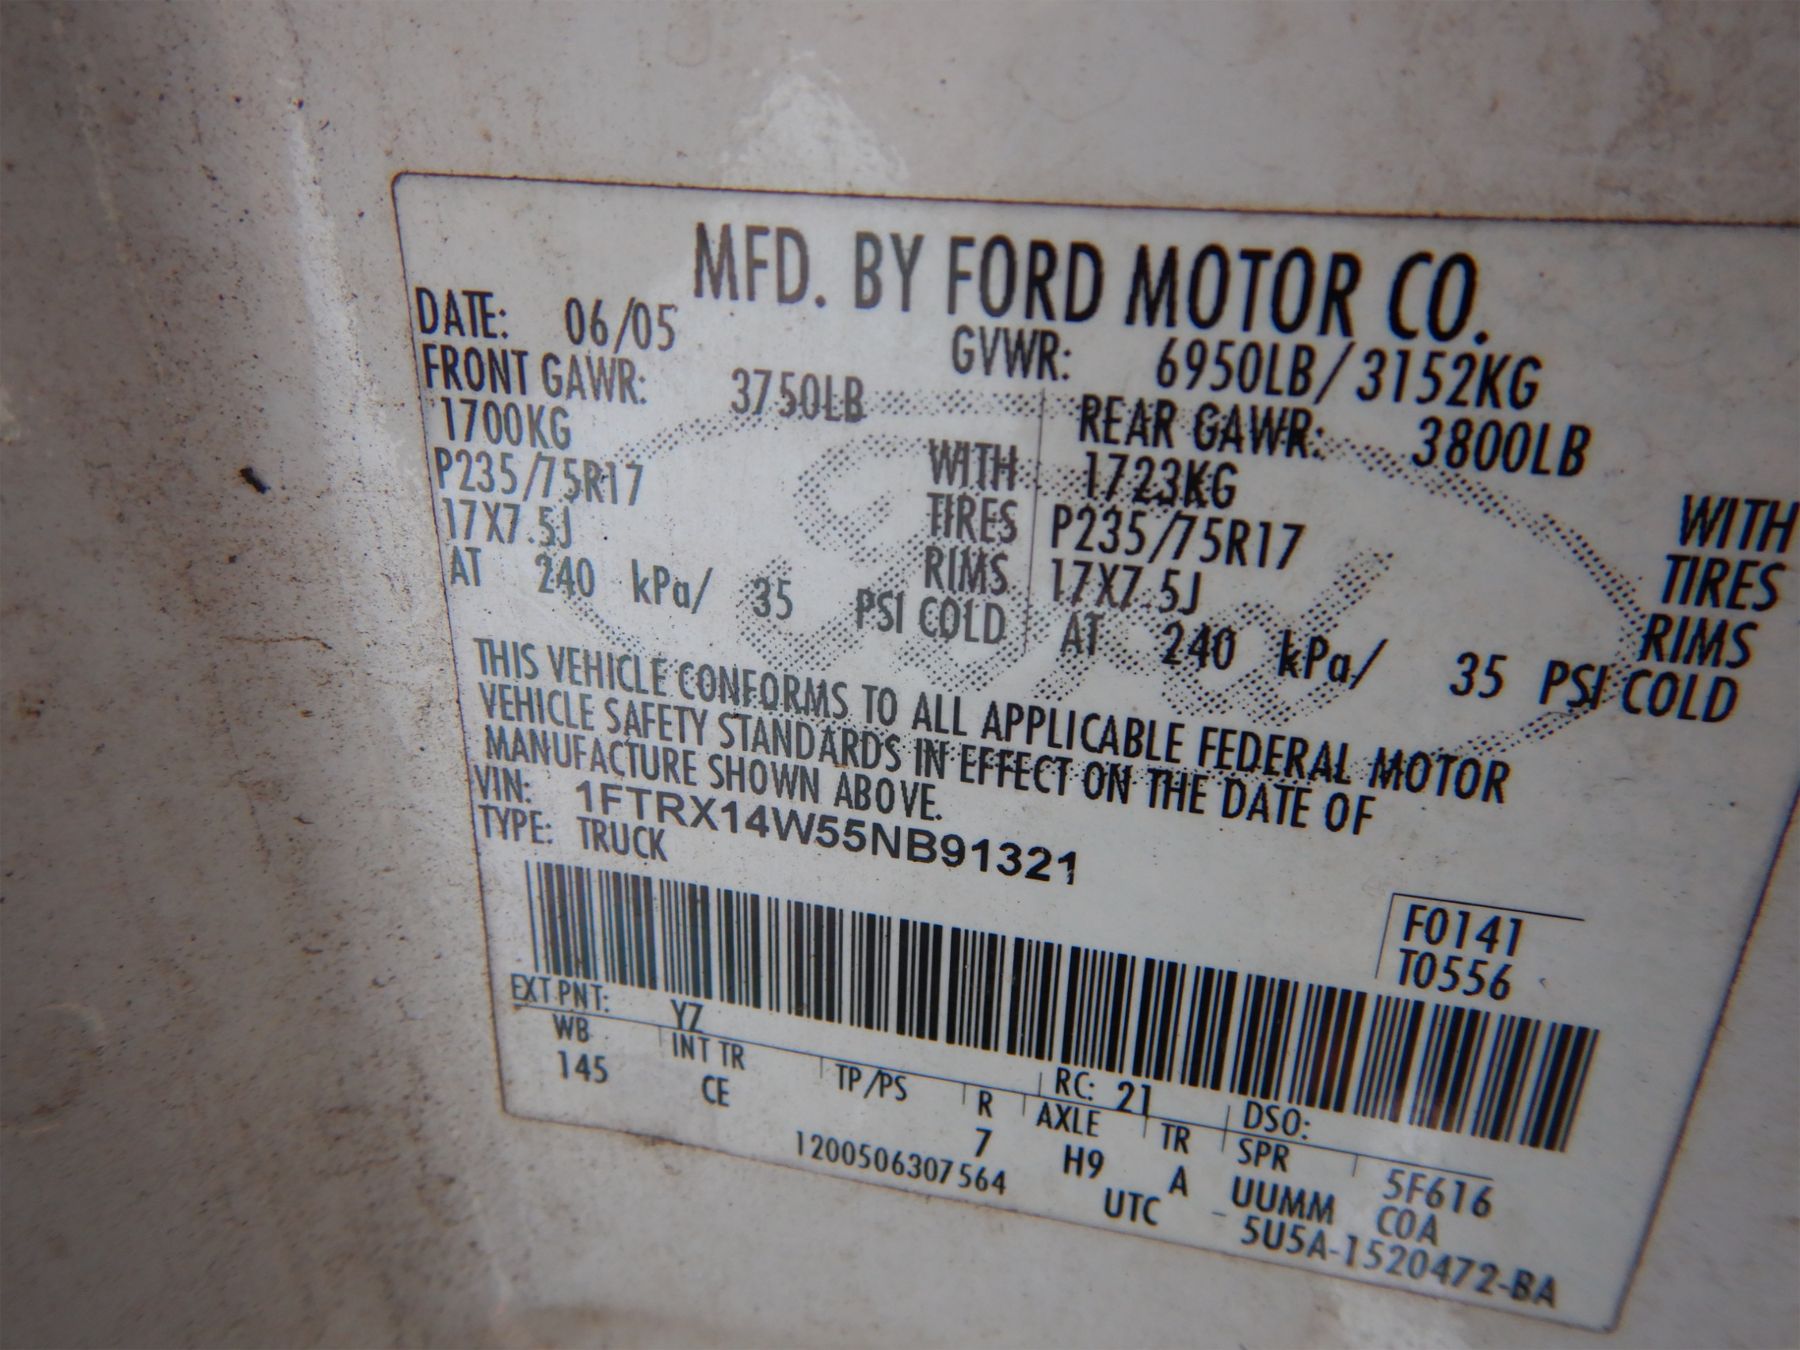 MFD. BY FORD MOTOR CO.
DATE: 06/05 GVWR: 6950LB/3152KG
FRONT GAWR: 3750LB REAR GAWR: 3800LB
1700KG WITH 1723KG WITH
P235/75R17 TIRES P235/75R17 TIRES
17X7.5J RIMS 17X7.5J RIMS
AT 240 kPa/ 35 PSI COLD AT 240 kPa/ 35 PSI COLD
THIS VEHICLE CONFORMS TO ALL APPLICABLE FEDERAL MOTOR
VEHICLE SAFETY STANDARDS IN EFFECT ON THE DATE OF
MANUFACTURE SHOWN ABOVE.
VIN: 1FTRX14W55NB91321
TYPE: TRUCK
F0141
T0556
EXT PNT: YZ RC: 21 DSO:
WB INT TR TP/PS R AXLE TR SPR 5F616
145 CE 7 H9 A UUMM COA
1200506307564 UTC 5U5A-1520472-BA
Ford